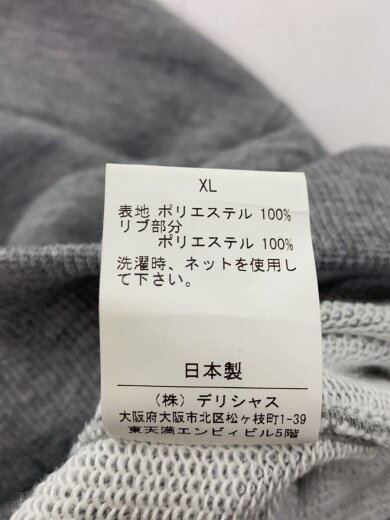 XL
表地 ポリエステル 100%
リブ部分
ポリエステル 100%
洗濯時、ネットを使用し
て下さい。
日本製
(株) デリシャス
大阪府大阪市北区松ヶ枝町1-39
東天満エンビィビル5階